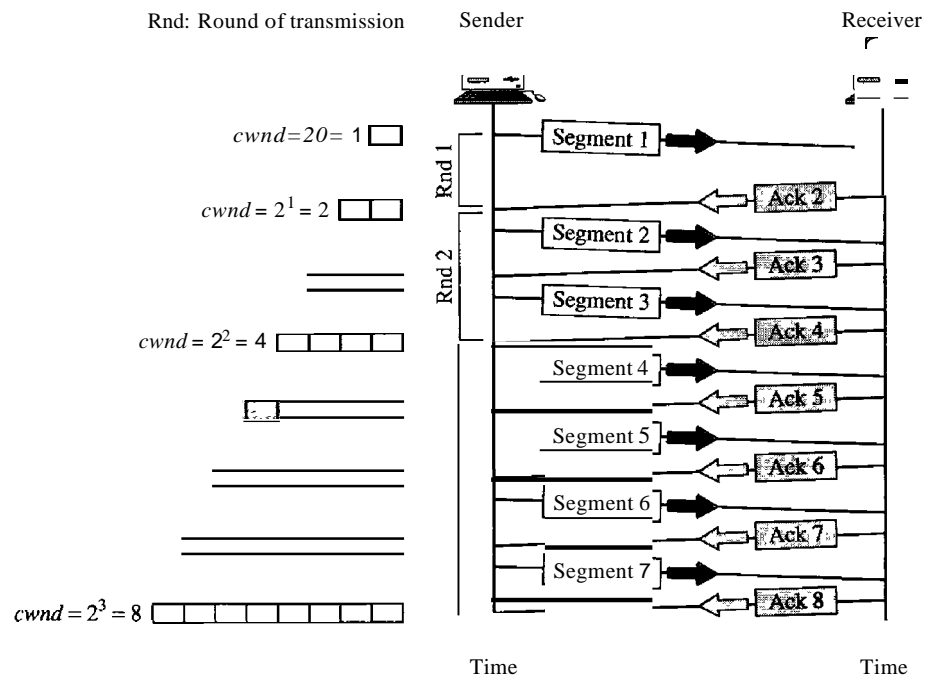 Rnd: Round of transmission
Sender
Receiver
cwnd=20= 1
Segment 1
Rnd 1
Ack 2
cwnd = 2^1 = 2
Segment 2
Rnd 2
Ack 3
Segment 3
Ack 4
cwnd = 2^2 = 4
Segment 4
Ack 5
Segment 5
Ack 6
Segment 6
Ack 7
Segment 7
Ack 8
cwnd = 2^3 = 8
Time
Time